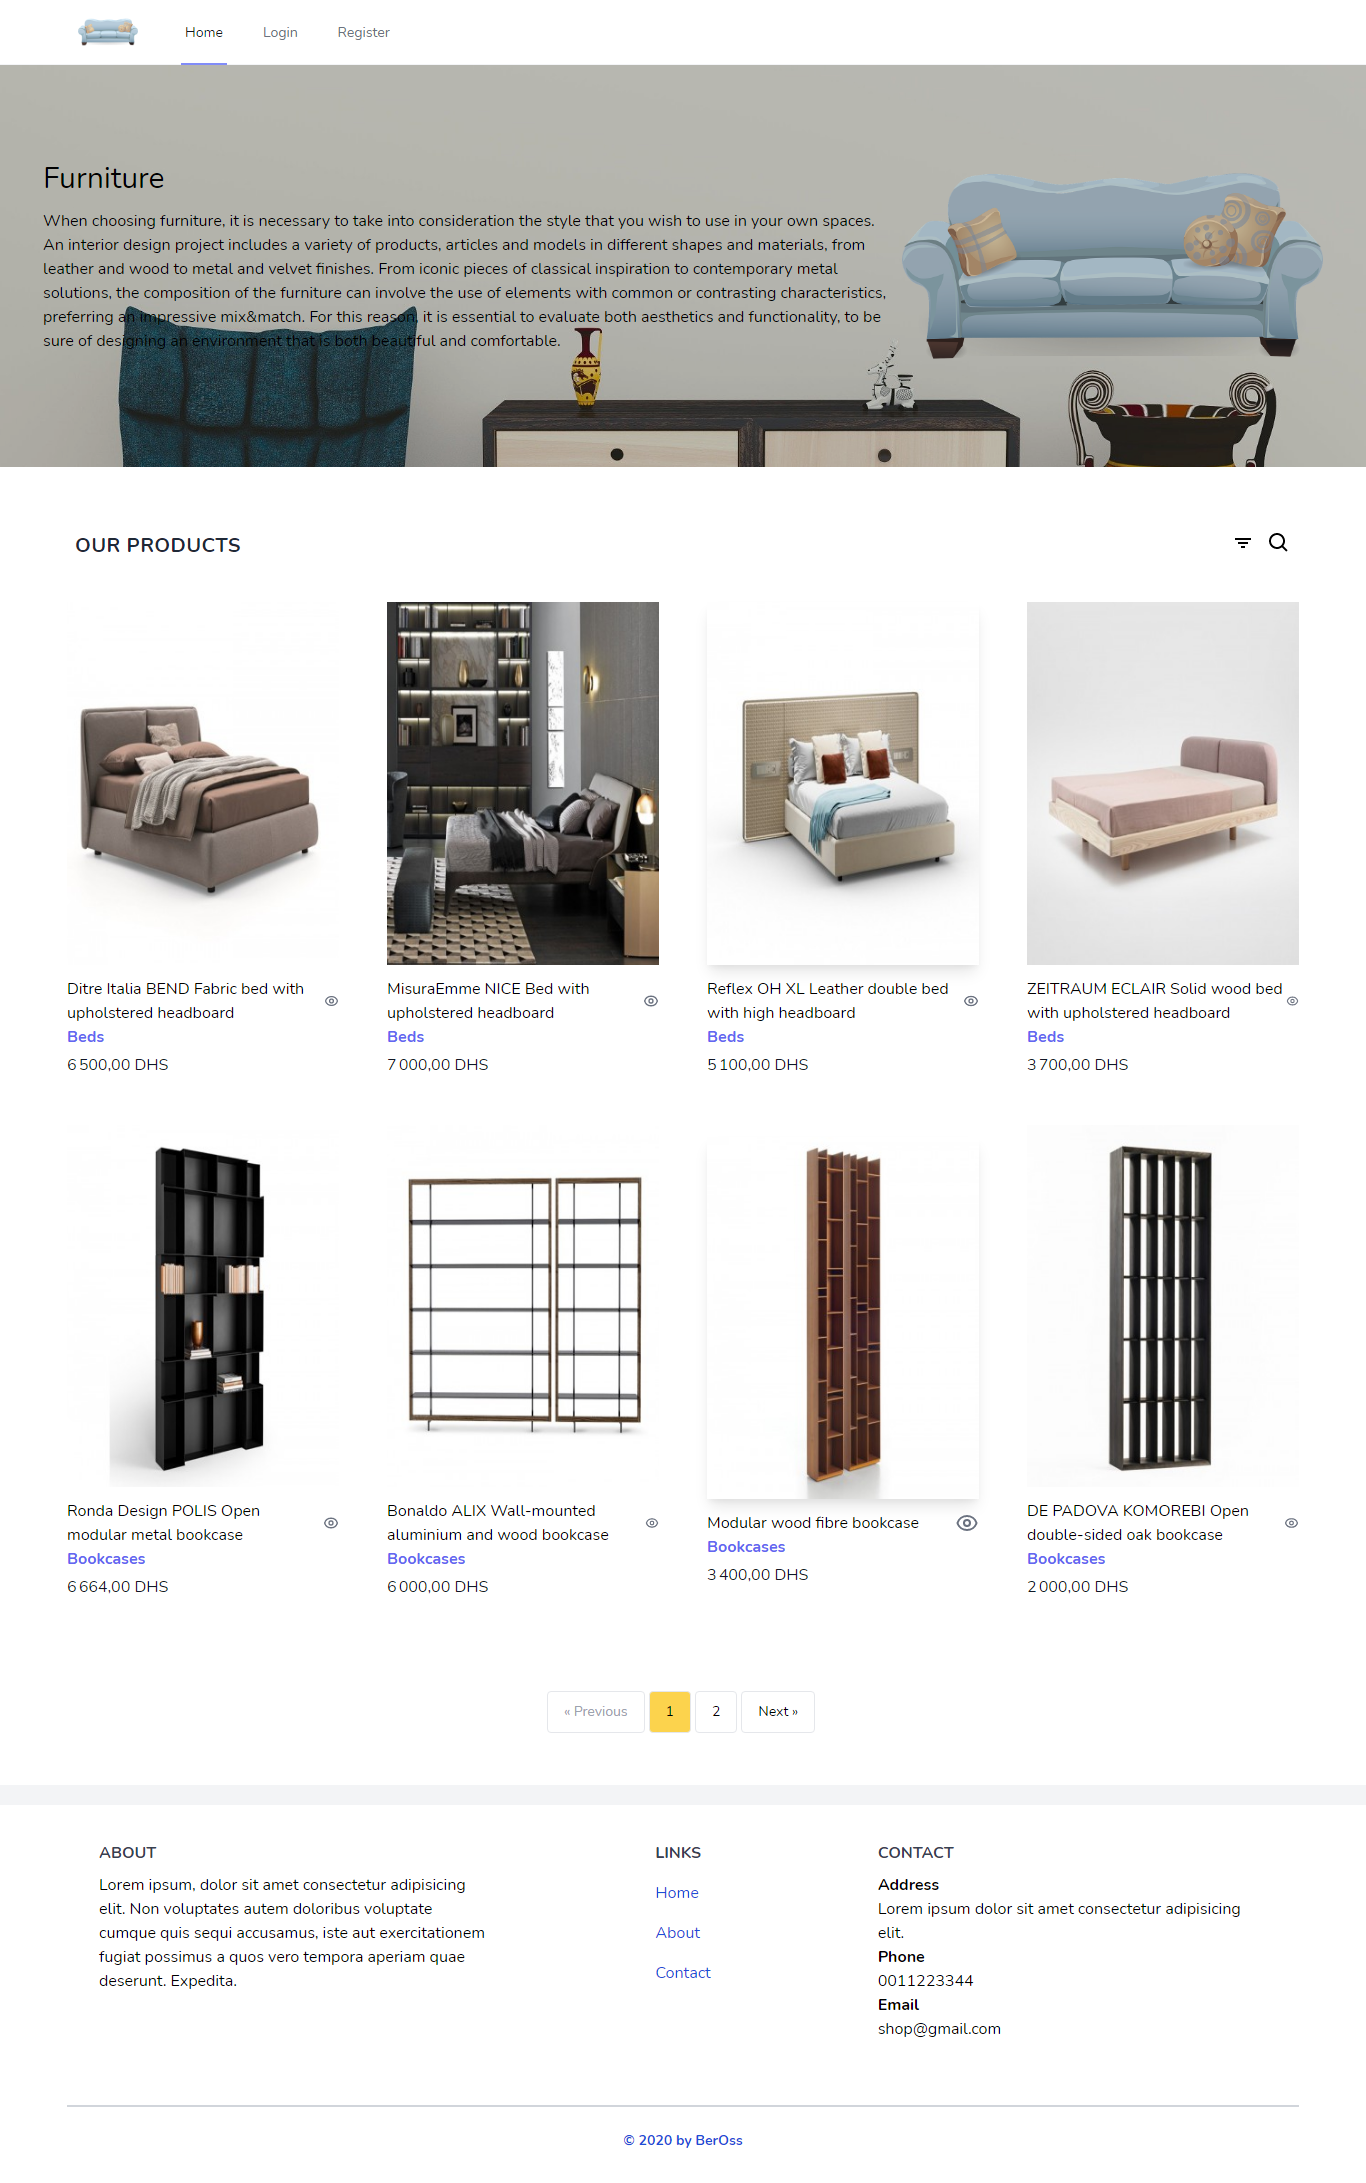 Home Login Register
Furniture
When choosing furniture, it is necessary to take into consideration the style that you wish to use in your own spaces.
An interior design project includes a variety of products, articles and models in different shapes and materials, from
leather and wood to metal and velvet finishes. From iconic pieces of classical inspiration to contemporary metal
solutions, the composition of the furniture can involve the use of elements with common or contrasting characteristics,
preferring an impressive mix&match. For this reason, it is essential to evaluate both aesthetics and functionality, to be
sure of designing an environment that is both beautiful and comfortable.
OUR PRODUCTS
Ditre Italia BEND Fabric bed with
upholstered headboard
Beds
6 500,00 DHS
MisuraEmme NICE Bed with
upholstered headboard
Beds
7 000,00 DHS
Reflex OH XL Leather double bed
with high headboard
Beds
5 100,00 DHS
ZEITRAUM ECLAIR Solid wood bed
with upholstered headboard
Beds
3 700,00 DHS
Ronda Design POLIS Open
modular metal bookcase
Bookcases
6 664,00 DHS
Bonaldo ALIX Wall-mounted
aluminium and wood bookcase
Bookcases
6 000,00 DHS
Modular wood fibre bookcase
Bookcases
3 400,00 DHS
DE PADOVA KOMOREBI Open
double-sided oak bookcase
Bookcases
2 000,00 DHS
« Previous 1 2 Next »
ABOUT
Lorem ipsum, dolor sit amet consectetur adipisicing
elit. Non voluptates autem doloribus voluptate
cumque quis sequi accusamus, iste aut exercitationem
fugiat possimus a quos vero tempora aperiam quae
deserunt. Expedita.
LINKS
Home
About
Contact
CONTACT
Address
Lorem ipsum dolor sit amet consectetur adipisicing
elit.
Phone
0011223344
Email
shop@gmail.com
© 2020 by BerOss